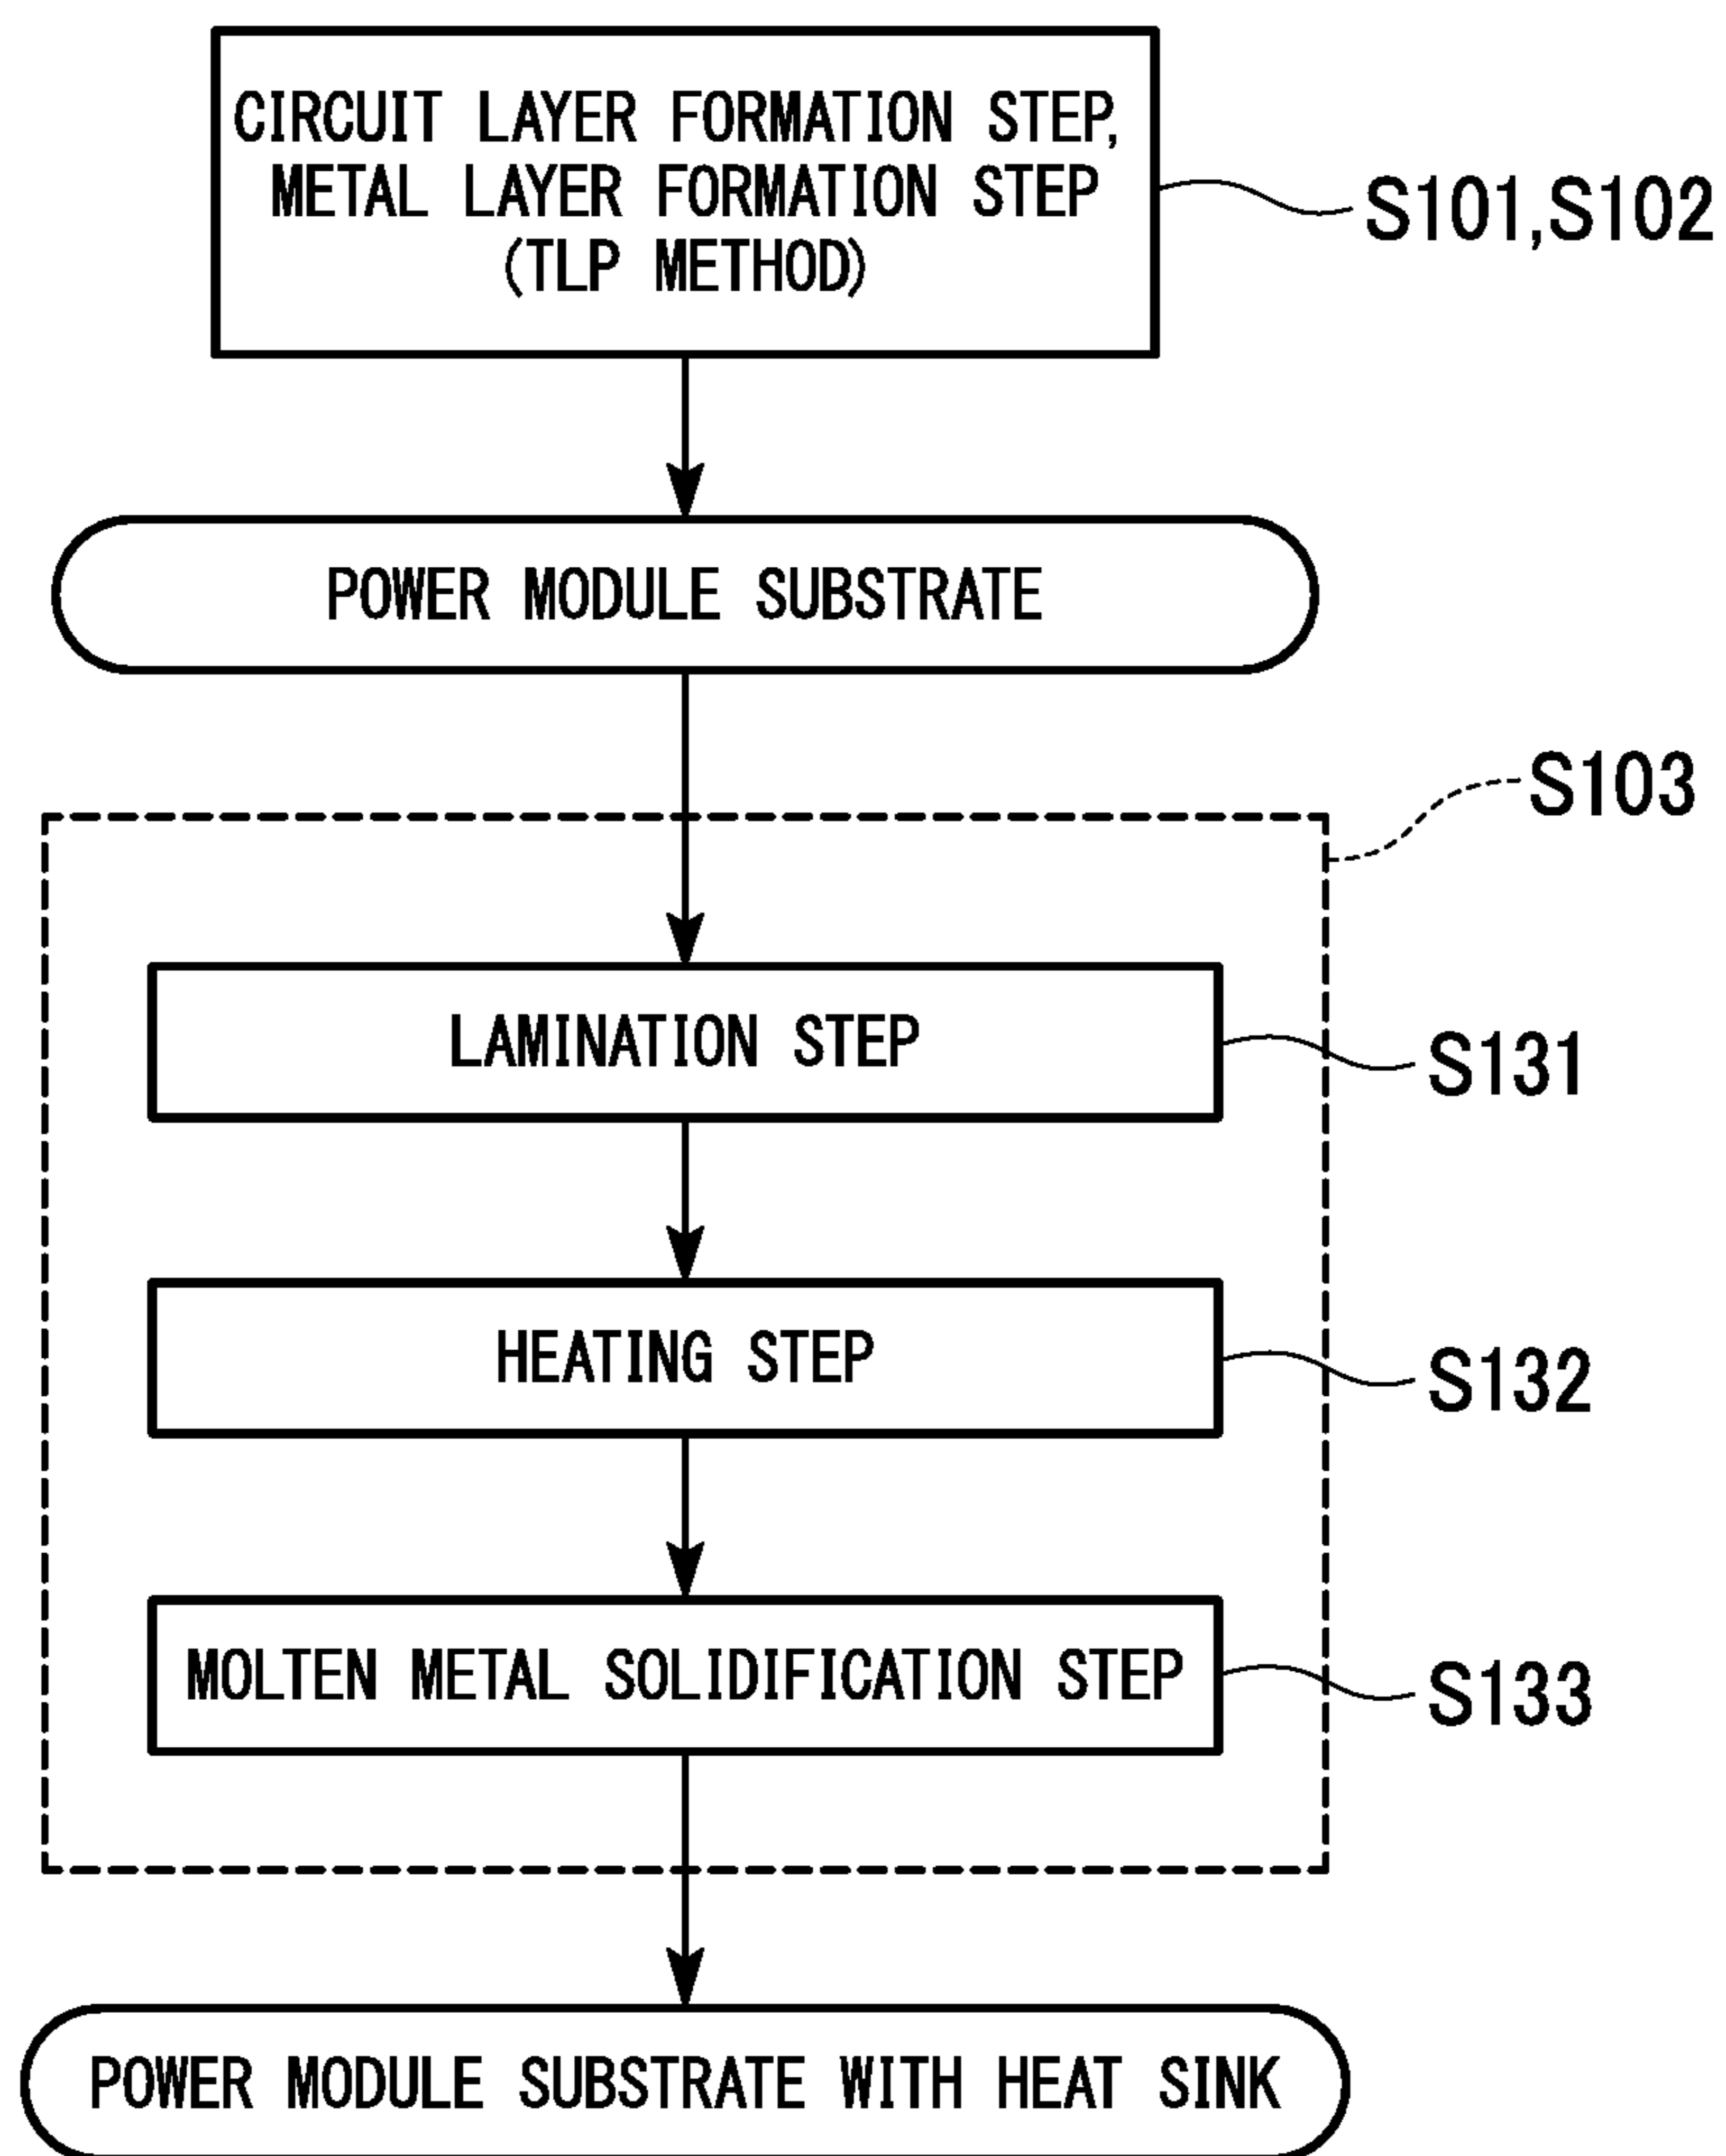 CIRCUIT LAYER FORMATION STEP,
METAL LAYER FORMATION STEP
(TLP METHOD)
S101,S102
POWER MODULE SUBSTRATE
S103
LAMINATION STEP
S131
HEATING STEP
S132
MOLTEN METAL SOLIDIFICATION STEP
S133
POWER MODULE SUBSTRATE WITH HEAT SINK